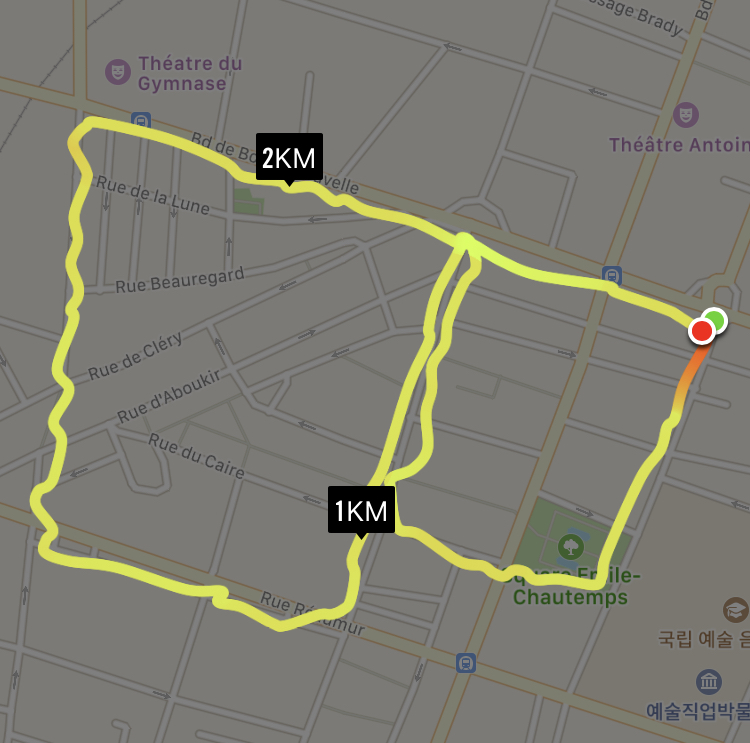 ssage Brady
Bd
Théatre du
Gymnase
Théâtre Antoin
Bd de Bo
velle
2KM
Rue de la Lune
Rue Beauregard
Rue de Cléry
Rue d'Aboukir
Rue du Caire
1KM
Square Emile-
Chautemps
Rue Réaumur
국립 예술 음
예술직업박물